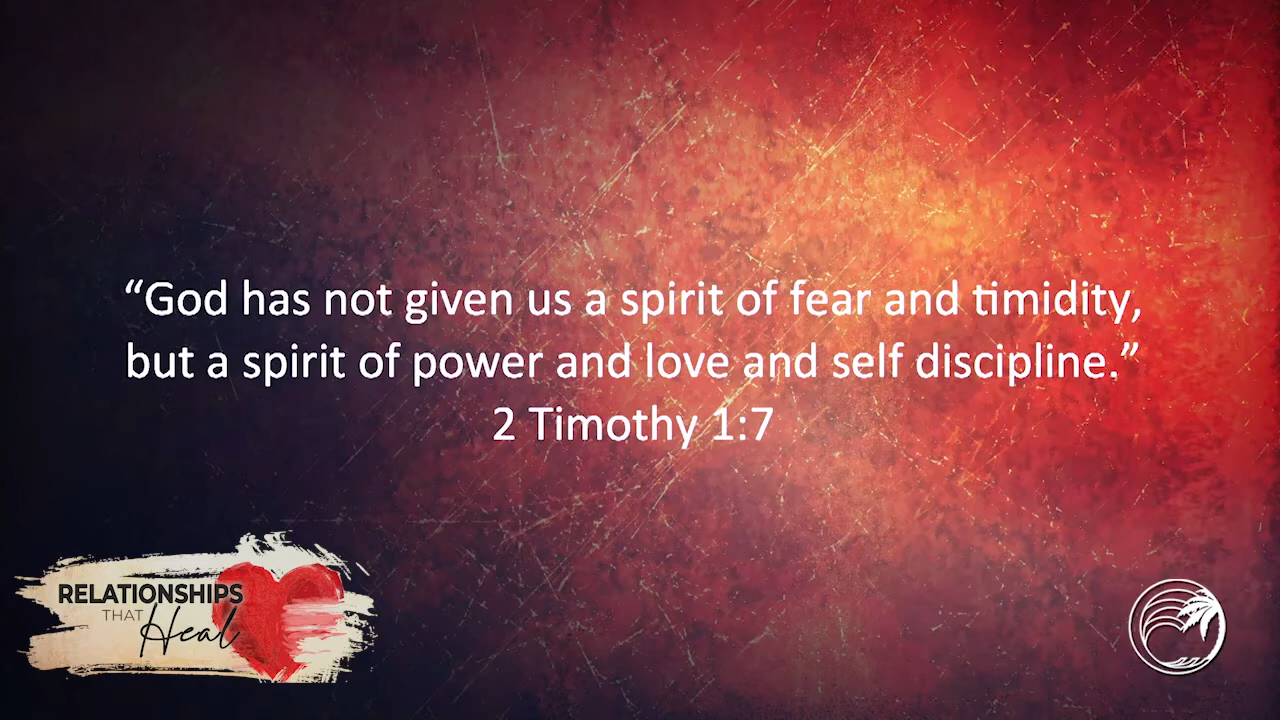 “God has not given us a spirit of fear and timidity,
but a spirit of power and love and self discipline.”
2 Timothy 1:7
RELATIONSHIPS
THAT Heal